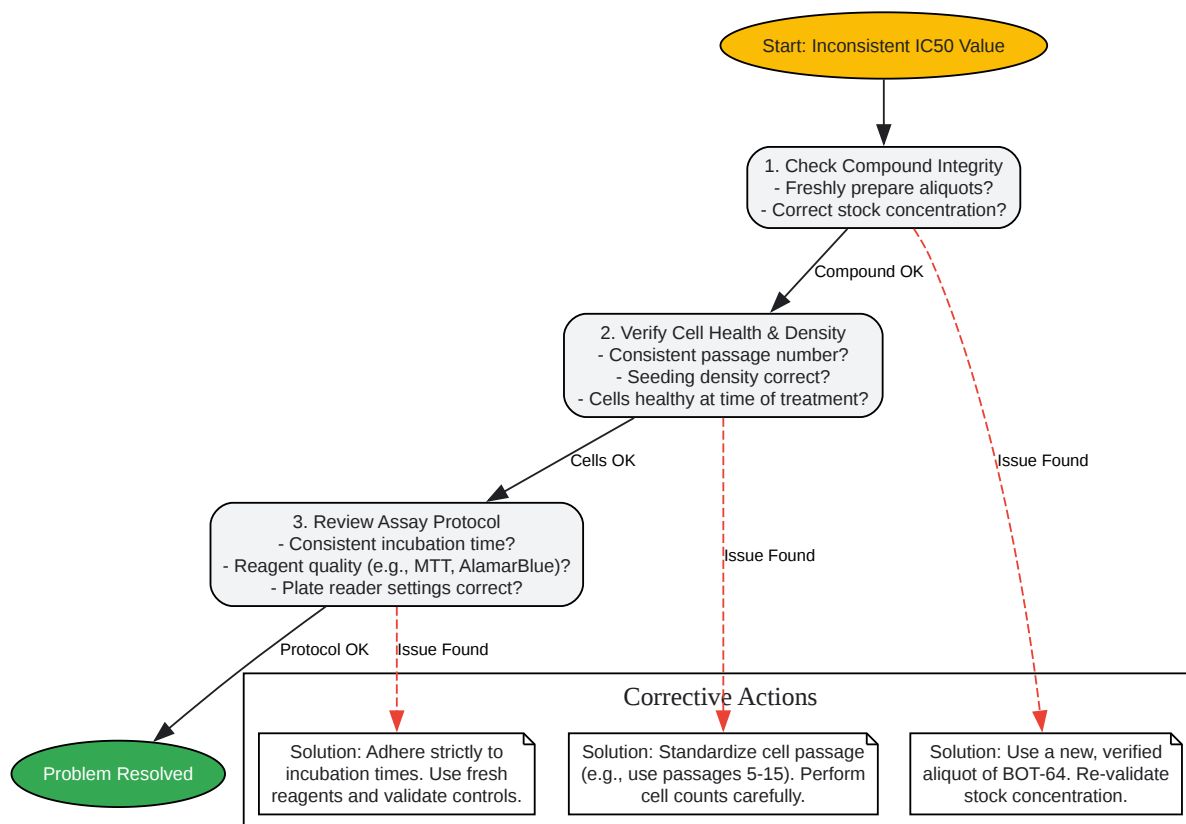 Start: Inconsistent IC50 Value
1. Check Compound Integrity
- Freshly prepare aliquots?
- Correct stock concentration?
Compound OK
2. Verify Cell Health & Density
- Consistent passage number?
- Seeding density correct?
- Cells healthy at time of treatment?
Cells OK
Issue Found
3. Review Assay Protocol
- Consistent incubation time?
- Reagent quality (e.g., MTT, AlamarBlue)?
- Plate reader settings correct?
Issue Found
Protocol OK
Issue Found
Corrective Actions
Problem Resolved
Solution: Adhere strictly to
incubation times. Use fresh
reagents and validate controls.
Solution: Standardize cell passage
(e.g., use passages 5-15). Perform
cell counts carefully.
Solution: Use a new, verified
aliquot of BOT-64. Re-validate
stock concentration.